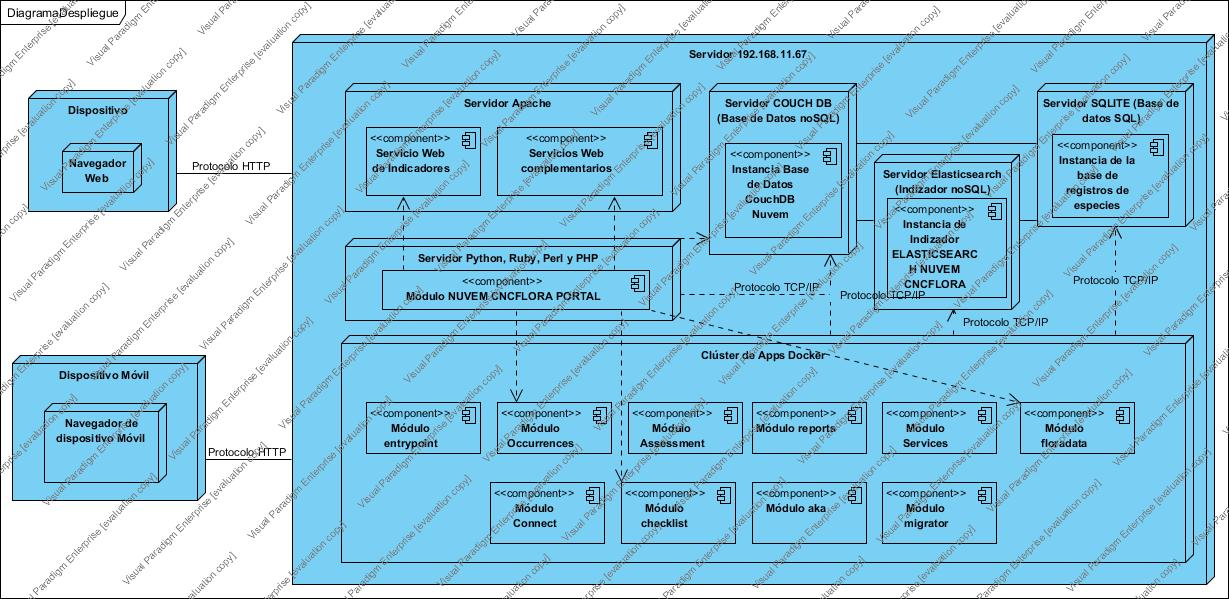 DiagramaDespliegue
Servidor 192.168.11.67
Dispositivo
Navegador
Web
Protocolo HTTP
Servidor Apache
<<component>>
Servicio Web
de Indicadores
<<component>>
Servicios Web
complementarios
Servidor COUCH DB
(Base de Datos noSQL)
<<component>>
Instancia Base
de Datos
CouchDB
Nuvem
Servidor Elasticsearch
(Indizador noSQL)
<<component>>
Instancia de
Indizador
ELASTICSEARC
H NUVEM
CNCFLORA
Servidor SQLITE (Base de
datos SQL)
<<component>>
Instancia de la
base de
registros de
especies
Servidor Python, Ruby, Perl y PHP
<<component>>
Módulo NUVEM CNCFLORA PORTAL
Protocolo TCP/IP
Protocolo TCP/IP
Protocolo TCP/IP
Protocolo TCP/IP
Dispositivo Móvil
Navegador de
dispositivo Móvil
Protocolo HTTP
Clúster de Apps Docker
<<component>>
Módulo
entrypoint
<<component>>
Módulo
Occurrences
<<component>>
Módulo
Assessment
<<component>>
Módulo reports
<<component>>
Módulo
Services
<<component>>
Módulo
floradata
<<component>>
Módulo
Connect
<<component>>
Módulo
checklist
<<component>>
Módulo aka
<<component>>
Módulo
migrator
Visual Paradigm Enterprise [evaluation copy]